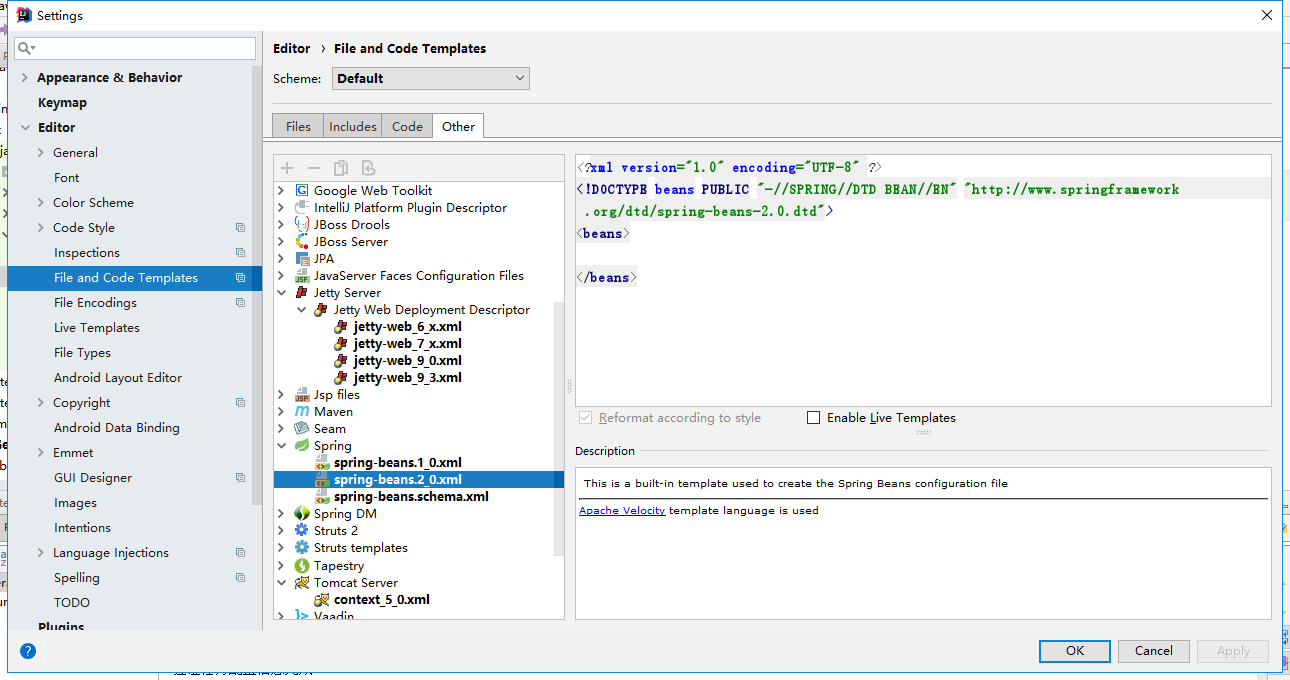 Settings
Editor › File and Code Templates
Scheme: Default
Appearance & Behavior
Keymap
Editor
General
Font
Color Scheme
Code Style
Inspections
File and Code Templates
File Encodings
Live Templates
File Types
Android Layout Editor
Copyright
Android Data Binding
Emmet
GUI Designer
Images
Intentions
Language Injections
Spelling
TODO
Plugins
Files Includes Code Other
Google Web Toolkit
IntelliJ Platform Plugin Descriptor
JBoss Drools
JBoss Server
JPA
JavaServer Faces Configuration Files
Jetty Server
Jetty Web Deployment Descriptor
jetty-web_6_x.xml
jetty-web_7_x.xml
jetty-web_9_0.xml
jetty-web_9_3.xml
Jsp files
Maven
Seam
Spring
spring-beans.1_0.xml
spring-beans.2_0.xml
spring-beans.schema.xml
Spring DM
Struts 2
Struts templates
Tapestry
Tomcat Server
context_5_0.xml
Vaadin
<?xml version="1.0" encoding="UTF-8" ?>
<!DOCTYPE beans PUBLIC "-//SPRING//DTD BEAN//EN" "http://www.springframework
.org/dtd/spring-beans-2.0.dtd">
<beans>
</beans>
Reformat according to style Enable Live Templates
Description
This is a built-in template used to create the Spring Beans configuration file
Apache Velocity template language is used
OK Cancel Apply